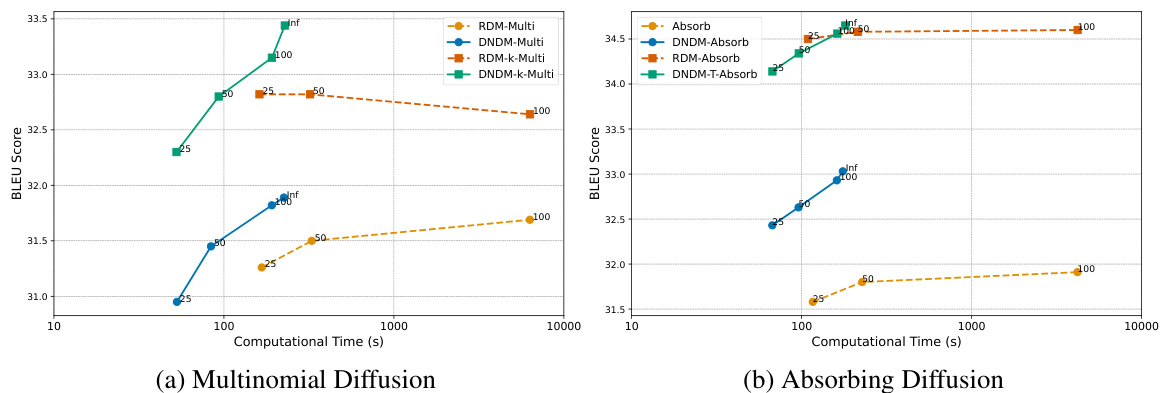 33.5
33.0
32.5
32.0
31.5
31.0
BLEU Score
10
100
1000
10000
Computational Time (s)
RDM-Multi
DNDM-Multi
RDM-k-Multi
DNDM-k-Multi
Inf
100
50
25
25
50
100
Inf
100
50
25
25
50
100
(a) Multinomial Diffusion
34.5
34.0
33.5
33.0
32.5
32.0
31.5
BLEU Score
10
100
1000
10000
Computational Time (s)
Absorb
DNDM-Absorb
RDM-Absorb
DNDM-T-Absorb
25
50
100
Inf
100
50
25
Inf
100
50
25
25
50
100
(b) Absorbing Diffusion